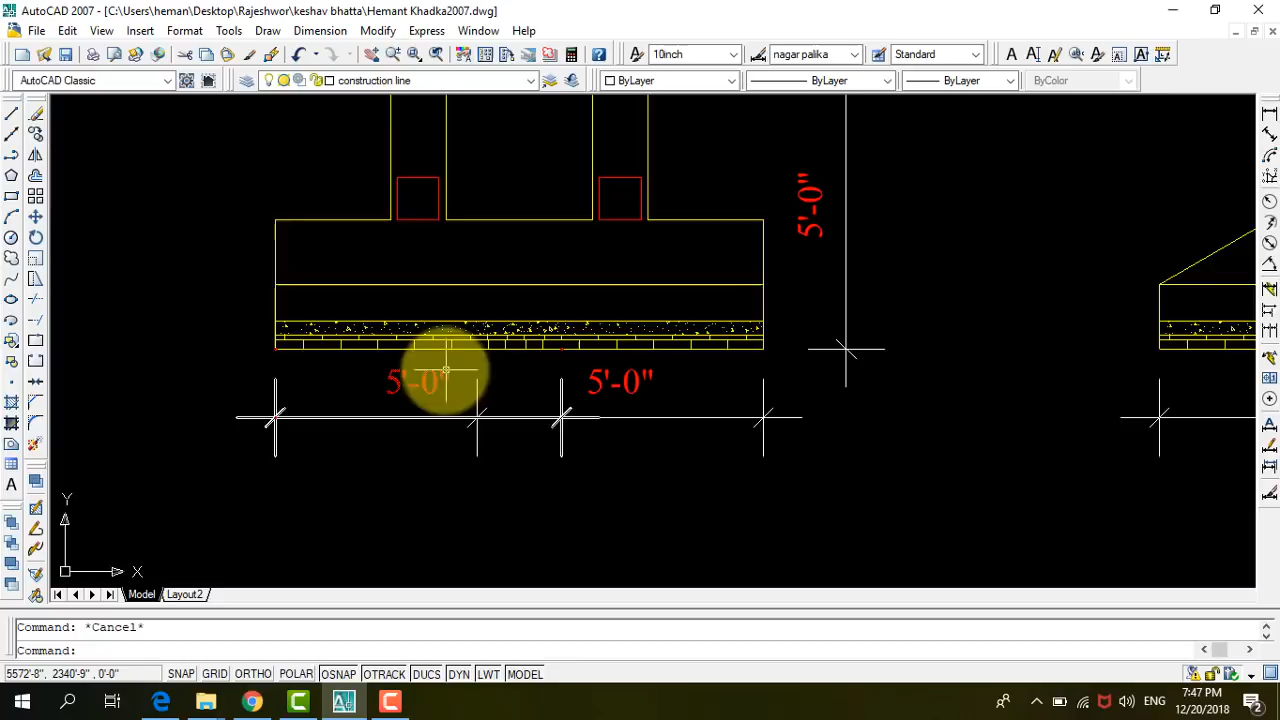 AutoCAD 2007 - [C:\Users\heman\Desktop\Rajeshwor\keshav bhatta\Hemant Khadka2007.dwg]
File Edit View Insert Format Tools Draw Dimension Modify Express Window Help
10inch nagar palika Standard
AutoCAD Classic construction line ByLayer ByLayer ByLayer ByColor
5'-0"
5'-0" 5'-0"
Y
X
Model Layout2
Command: *Cancel*
Command:
5572'-8", 2340'-9" , 0'-0" SNAP GRID ORTHO POLAR OSNAP OTRACK DUCS DYN LWT MODEL
ENG 7:47 PM
12/20/2018
2